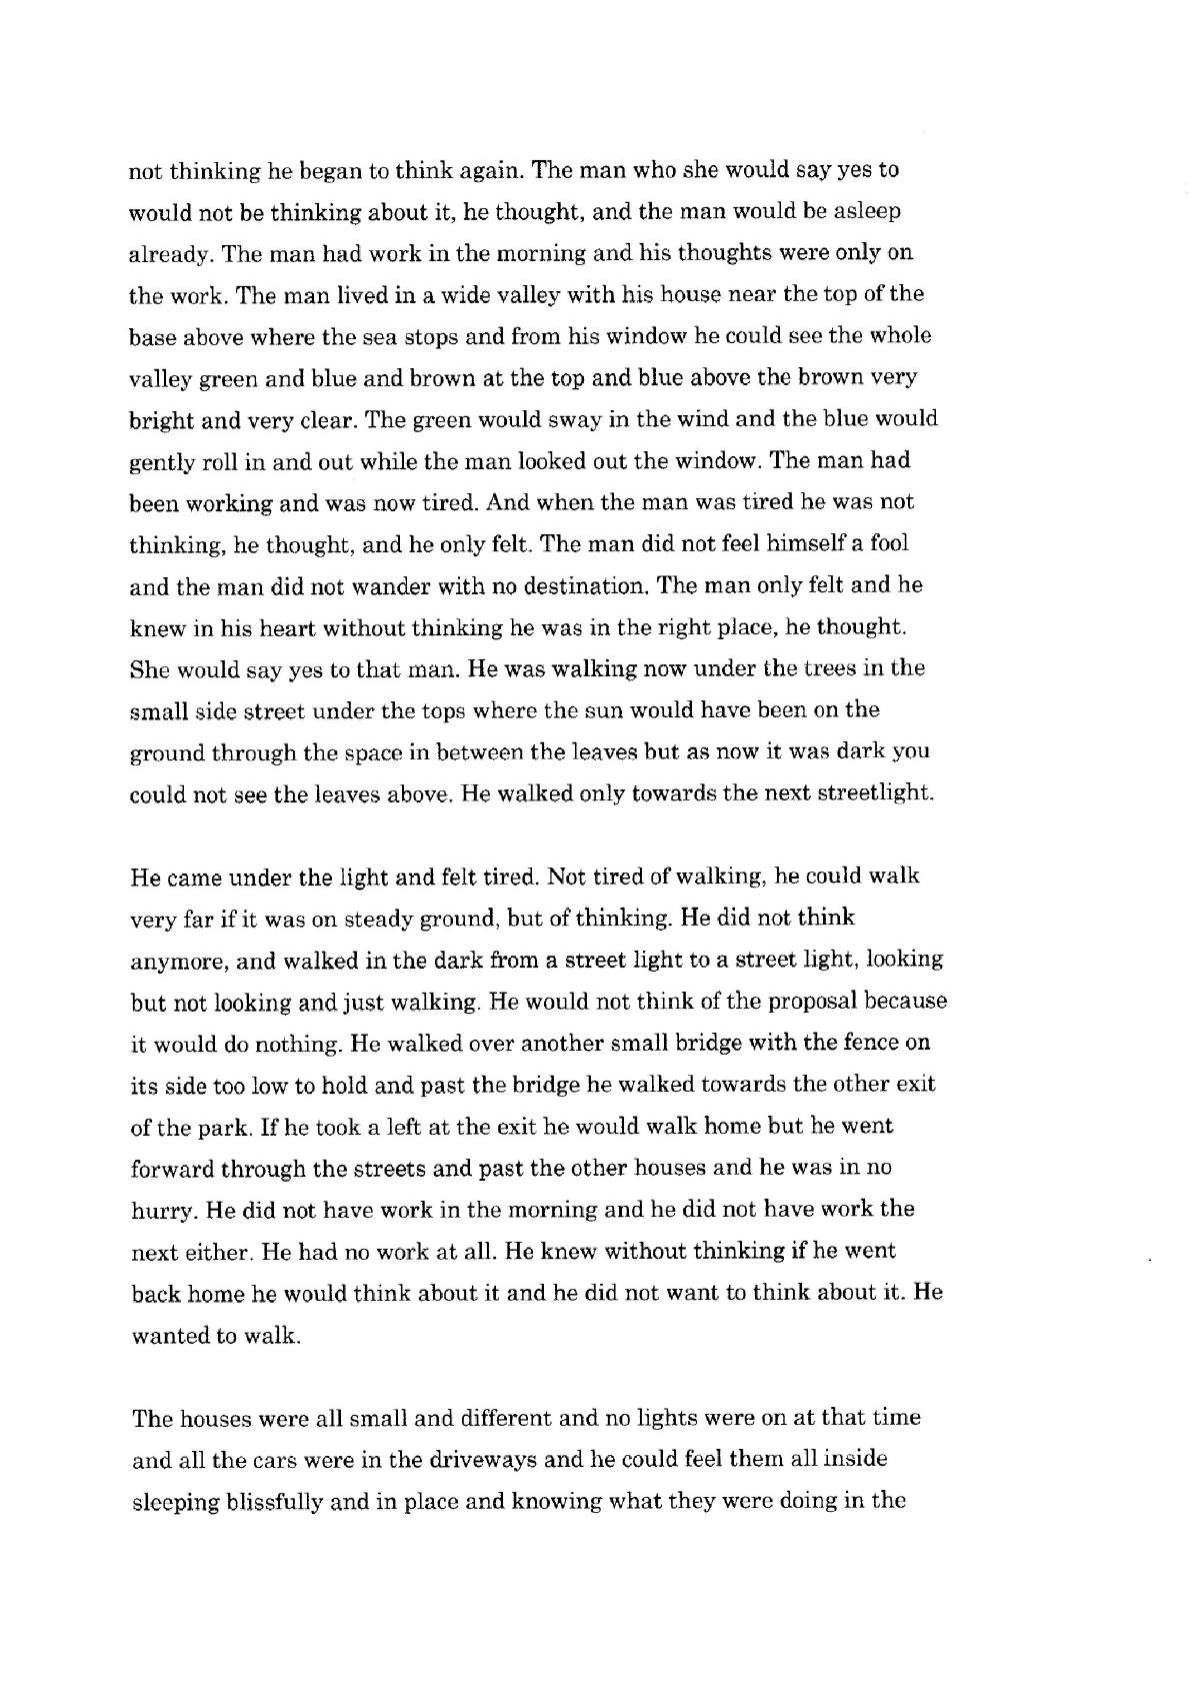 not thinking he began to think again. The man who she would say yes to
would not be thinking about it, he thought, and the man would be asleep
already. The man had work in the morning and his thoughts were only on
the work. The man lived in a wide valley with his house near the top of the
base above where the sea stops and from his window he could see the whole
valley green and blue and brown at the top and blue above the brown very
bright and very clear. The green would sway in the wind and the blue would
gently roll in and out while the man looked out the window. The man had
been working and was now tired. And when the man was tired he was not
thinking, he thought, and he only felt. The man did not feel himself a fool
and the man did not wander with no destination. The man only felt and he
knew in his heart without thinking he was in the right place, he thought.
She would say yes to that man. He was walking now under the trees in the
small side street under the tops where the sun would have been on the
ground through the space in between the leaves but as now it was dark you
could not see the leaves above. He walked only towards the next streetlight.
He came under the light and felt tired. Not tired of walking, he could walk
very far if it was on steady ground, but of thinking. He did not think
anymore, and walked in the dark from a street light to a street light, looking
but not looking and just walking. He would not think of the proposal because
it would do nothing. He walked over another small bridge with the fence on
its side too low to hold and past the bridge he walked towards the other exit
of the park. If he took a left at the exit he would walk home but he went
forward through the streets and past the other houses and he was in no
hurry. He did not have work in the morning and he did not have work the
next either. He had no work at all. He knew without thinking if he went
back home he would think about it and he did not want to think about it. He
wanted to walk.
The houses were all small and different and no lights were on at that time
and all the cars were in the driveways and he could feel them all inside
sleeping blissfully and in place and knowing what they were doing in the